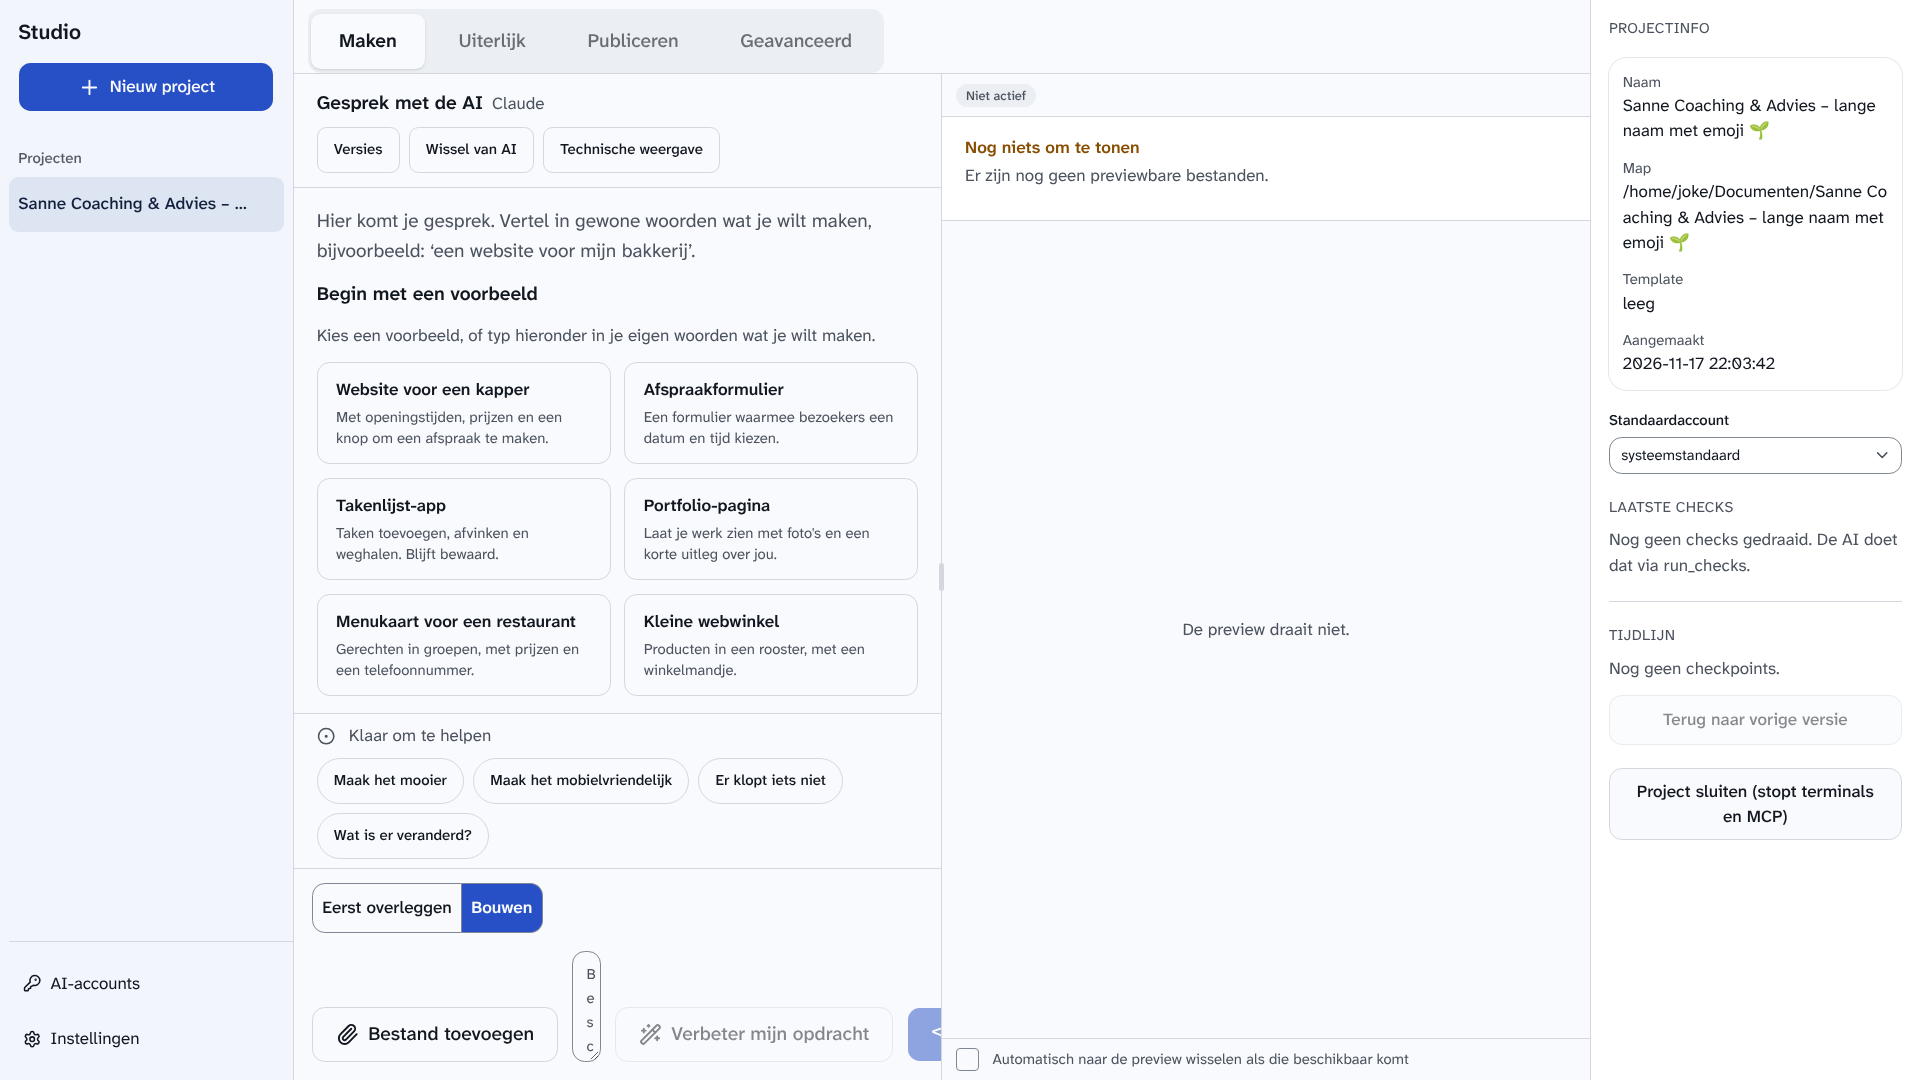 Studio
Nieuw project
Projecten
Sanne Coaching & Advies – ...
AI-accounts
Instellingen
Maken
Uiterlijk
Publiceren
Geavanceerd
Gesprek met de AI Claude
Versies
Wissel van AI
Technische weergave
Hier komt je gesprek. Vertel in gewone woorden wat je wilt maken,
bijvoorbeeld: ‘een website voor mijn bakkerij’.
Begin met een voorbeeld
Kies een voorbeeld, of typ hieronder in je eigen woorden wat je wilt maken.
Website voor een kapper
Met openingstijden, prijzen en een
knop om een afspraak te maken.
Afspraakformulier
Een formulier waarmee bezoekers een
datum en tijd kiezen.
Takenlijst-app
Taken toevoegen, afvinken en
weghalen. Blijft bewaard.
Portfolio-pagina
Laat je werk zien met foto's en een
korte uitleg over jou.
Menukaart voor een restaurant
Gerechten in groepen, met prijzen en
een telefoonnummer.
Kleine webwinkel
Producten in een rooster, met een
winkelmandje.
Klaar om te helpen
Maak het mooier
Maak het mobielvriendelijk
Er klopt iets niet
Wat is er veranderd?
Eerst overleggen
Bouwen
Bestand toevoegen
B
e
s
c
Verbeter mijn opdracht
Niet actief
Nog niets om te tonen
Er zijn nog geen previewbare bestanden.
De preview draait niet.
Automatisch naar de preview wisselen als die beschikbaar komt
PROJECTINFO
Naam
Sanne Coaching & Advies – lange
naam met emoji 🌱
Map
/home/joke/Documenten/Sanne Co
aching & Advies – lange naam met
emoji 🌱
Template
leeg
Aangemaakt
2026-11-17 22:03:42
Standaardaccount
systeemstandaard
LAATSTE CHECKS
Nog geen checks gedraaid. De AI doet
dat via run_checks.
TIJDLIJN
Nog geen checkpoints.
Terug naar vorige versie
Project sluiten (stopt terminals
en MCP)